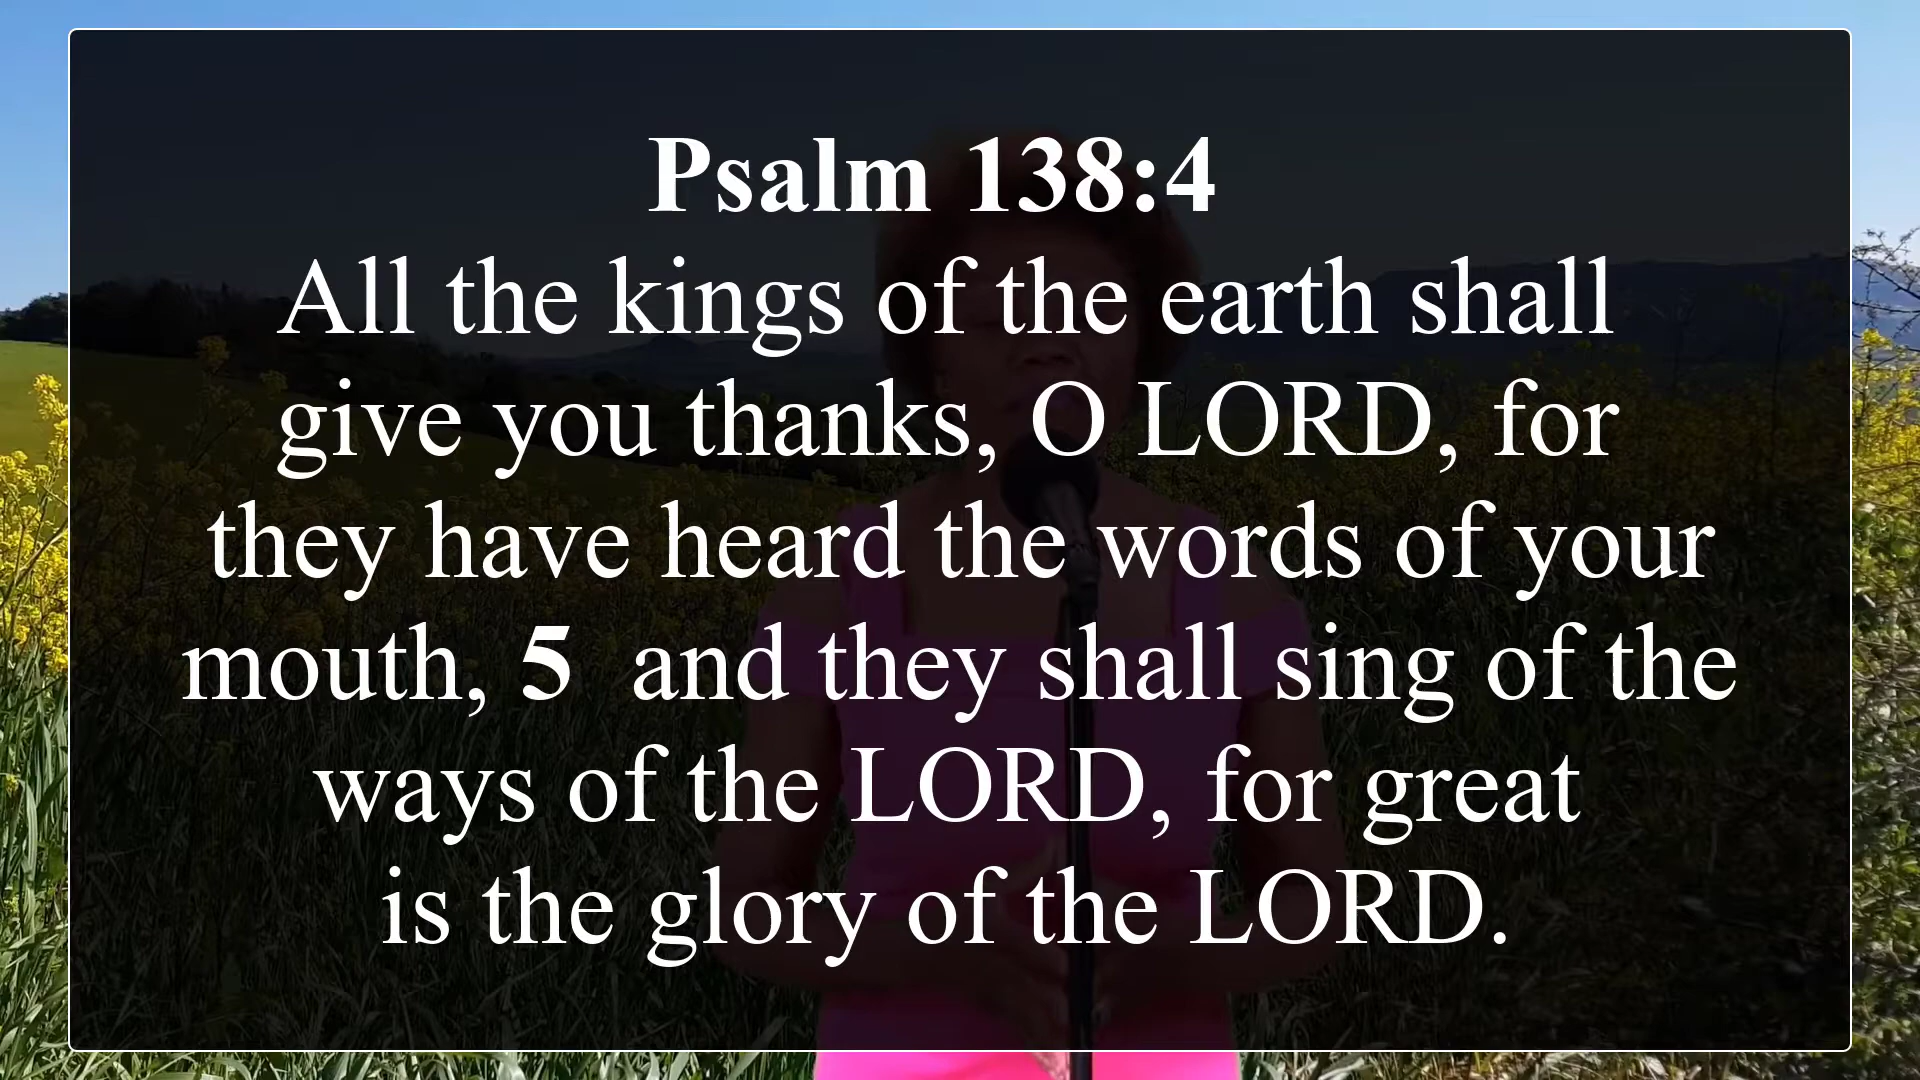 Psalm 138:4
All the kings of the earth shall
give you thanks, O LORD, for
they have heard the words of your
mouth, 5 and they shall sing of the
ways of the LORD, for great
is the glory of the LORD.